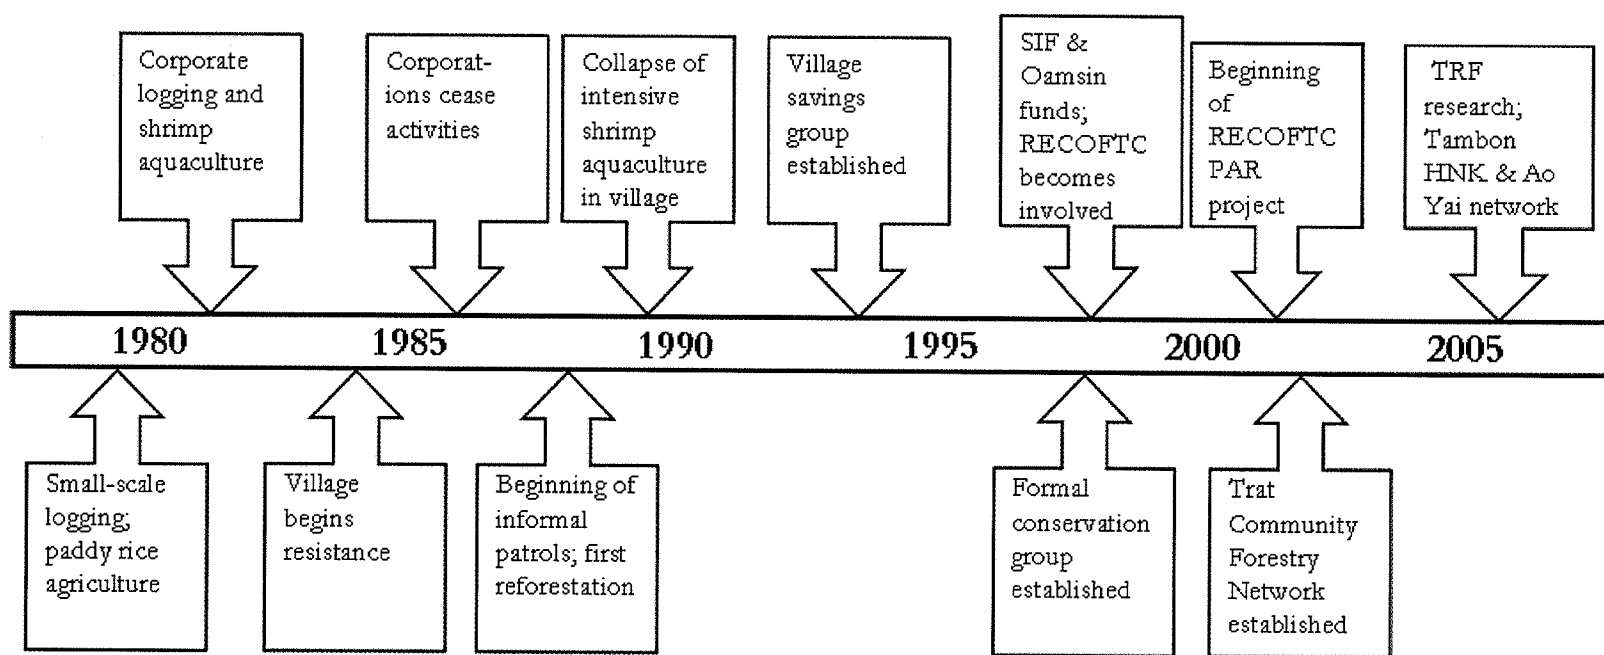 Corporate
logging and
shrimp
aquaculture
Corporat-
ions cease
activities
Collapse of
intensive
shrimp
aquaculture
in village
Village
savings
group
established
SIF &
Oamsin
funds;
RECOFTC
becomes
involved
Beginning
of
RECOFTC
PAR
project
TRF
research;
Tambon
HNK & Ao
Yai network
1980 1985 1990 1995 2000 2005
Small-scale
logging;
paddy rice
agriculture
Village
begins
resistance
Beginning of
informal
patrols; first
reforestation
Formal
conservation
group
established
Trat
Community
Forestry
Network
established